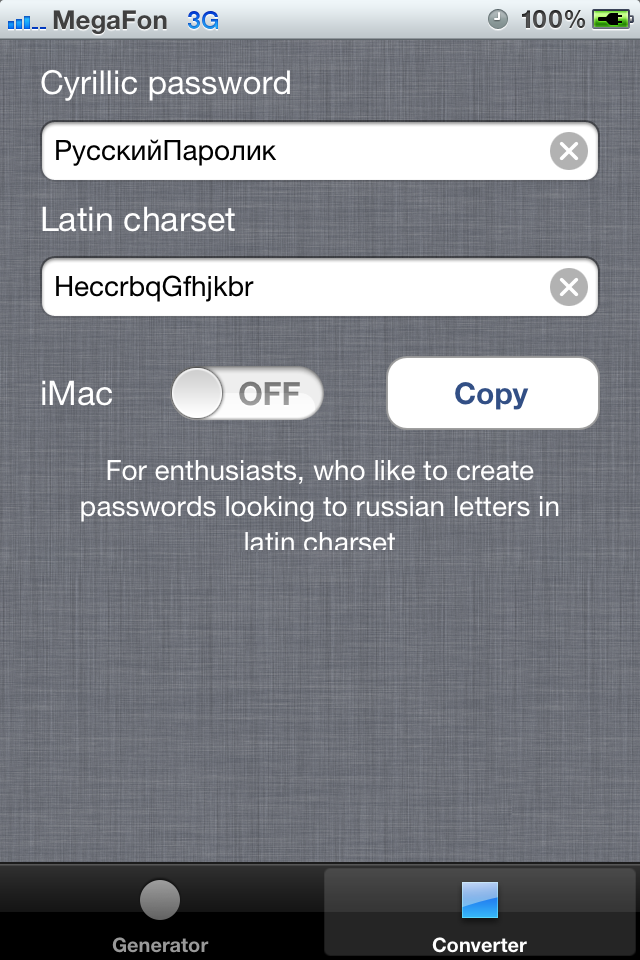 MegaFon 3G 100%
Cyrillic password
РусскийПаролик
Latin charset
HeccrbqGfhjkbr
iMac OFF Copy
For enthusiasts, who like to create
passwords looking to russian letters in
latin charset
Generator Converter